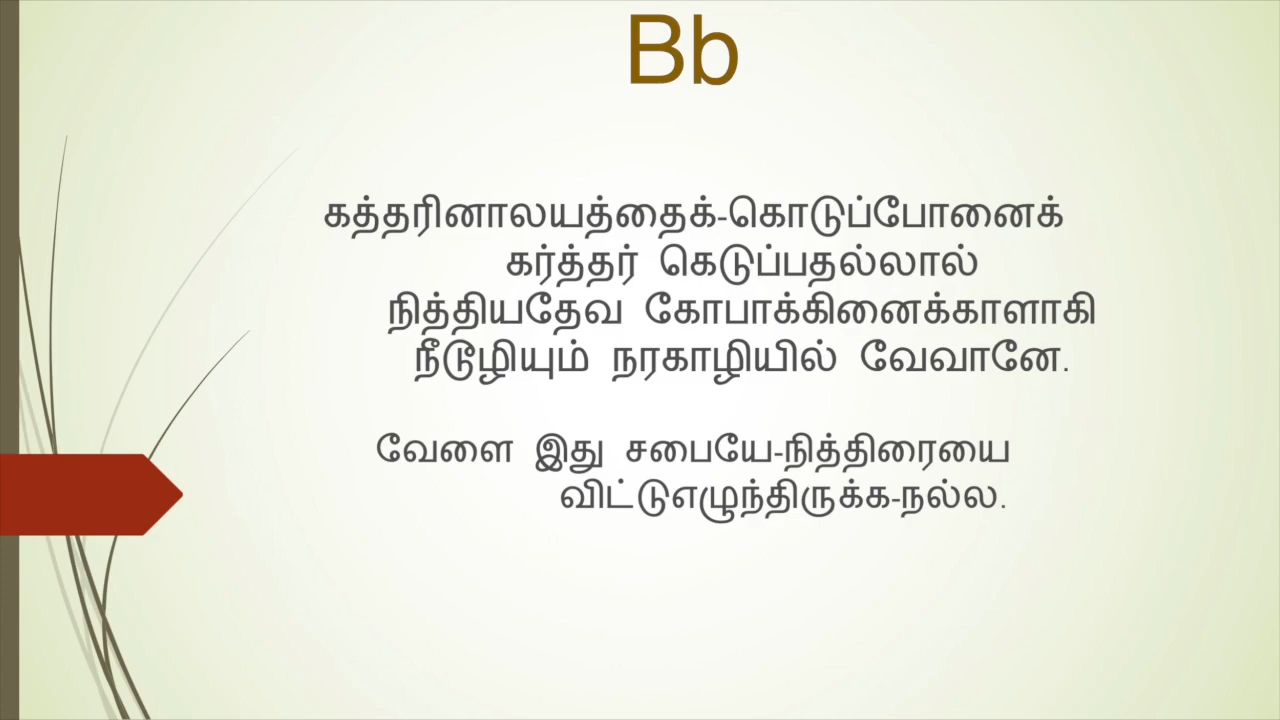 Bb
கத்தரினாலயத்தைக்-கொடுப்போனைக்
கர்த்தர் கெடுப்பதல்லால்
நித்தியதேவ கோபாக்கினைக்காளாகி
நீடூழியும் நரகாழியில் வேவானே.
வேளை இது சபையே-நித்திரையை
விட்டுஎழுந்திருக்க-நல்ல.